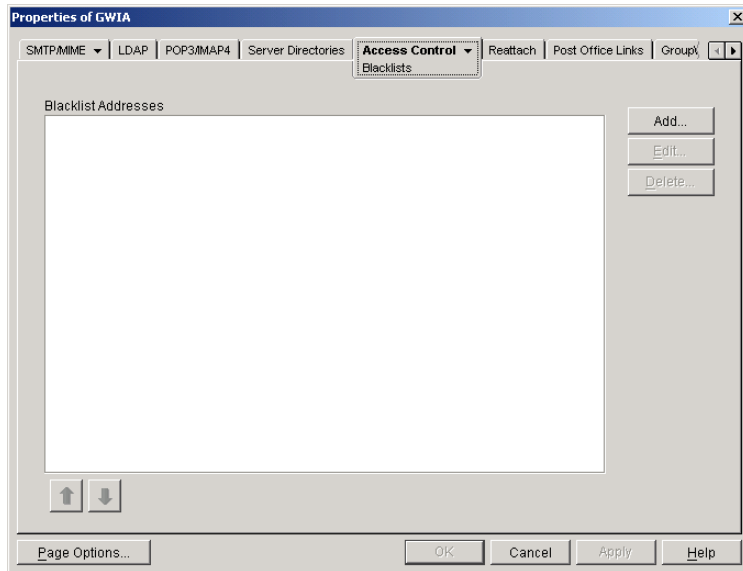 Properties of GWIA
SMTP/MIME LDAP POP3/IMAP4 Server Directories Access Control Reattach Post Office Links GroupW
Blacklists
Blacklist Addresses
Add...
Edit...
Delete...
Page Options... OK Cancel Apply Help